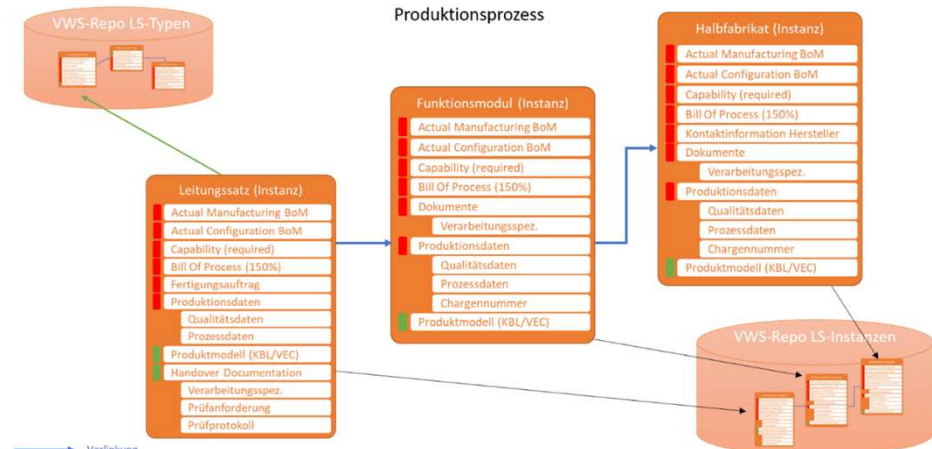 Produktionsprozess
VWS-Repo LS-Typen
Leitungssatz (Instanz)
Actual Manufacturing BoM
Actual Configuration BoM
Capability (required)
Bill Of Process (150%)
Fertigungsauftrag
Produktionsdaten
Qualitätsdaten
Prozessdaten
Produktmodell (KBL/VEC)
Handover Documentation
Verarbeitungsspez.
Prüfanforderung
Prüfprotokoll
Funktionsmodul (Instanz)
Actual Manufacturing BoM
Actual Configuration BoM
Capability (required)
Bill Of Process (150%)
Dokumente
Verarbeitungsspez.
Produktionsdaten
Qualitätsdaten
Prozessdaten
Chargennummer
Produktmodell (KBL/VEC)
Halbfabrikat (Instanz)
Actual Manufacturing BoM
Actual Configuration BoM
Capability (required)
Bill Of Process (150%)
Kontaktinformation Hersteller
Dokumente
Verarbeitungsspez.
Produktionsdaten
Qualitätsdaten
Prozessdaten
Chargennummer
Produktmodell (KBL/VEC)
VWS-Repo LS-Instanzen